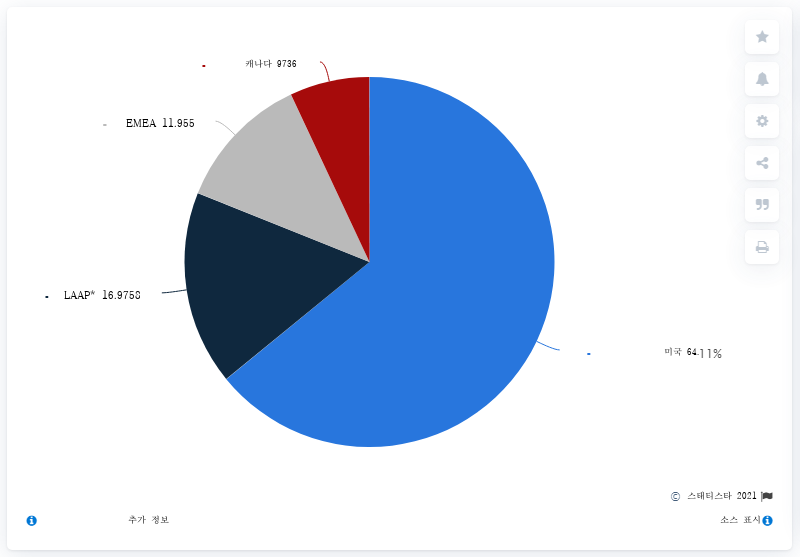 캐나다 9736
EMEA 11.955
LAAP* 16.9758
미국 64.11%
© 스태티스타 2021
추가 정보
소스 표시